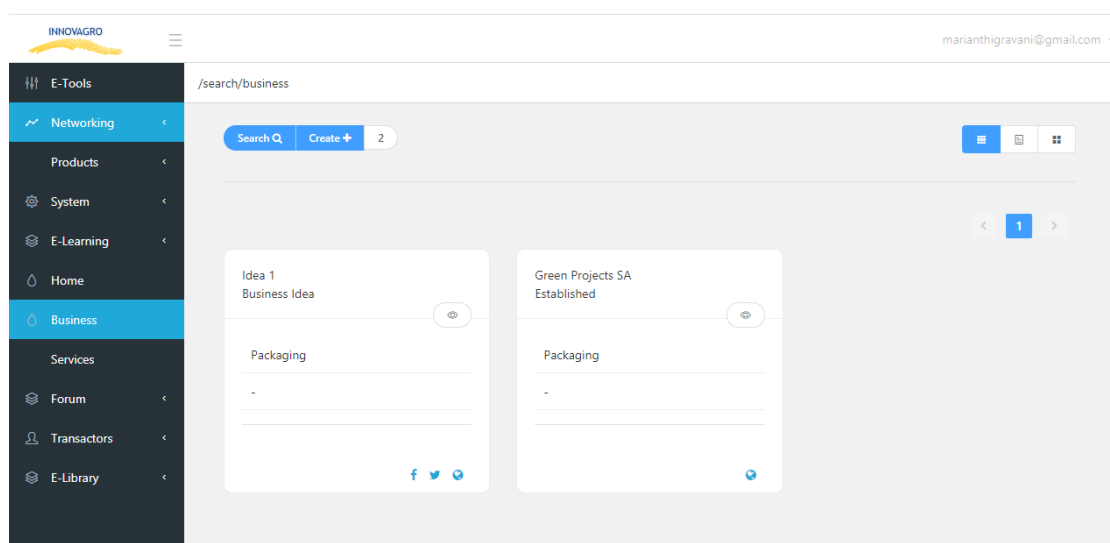 INNOVAGRO
marianthigravani@gmail.com
E-Tools
/search/business
Networking
Search
Create
2
Products
System
1
E-Learning
Home
Idea 1
Business Idea
Green Projects SA
Established
Business
Services
Packaging
Packaging
-
-
Forum
Transactors
E-Library